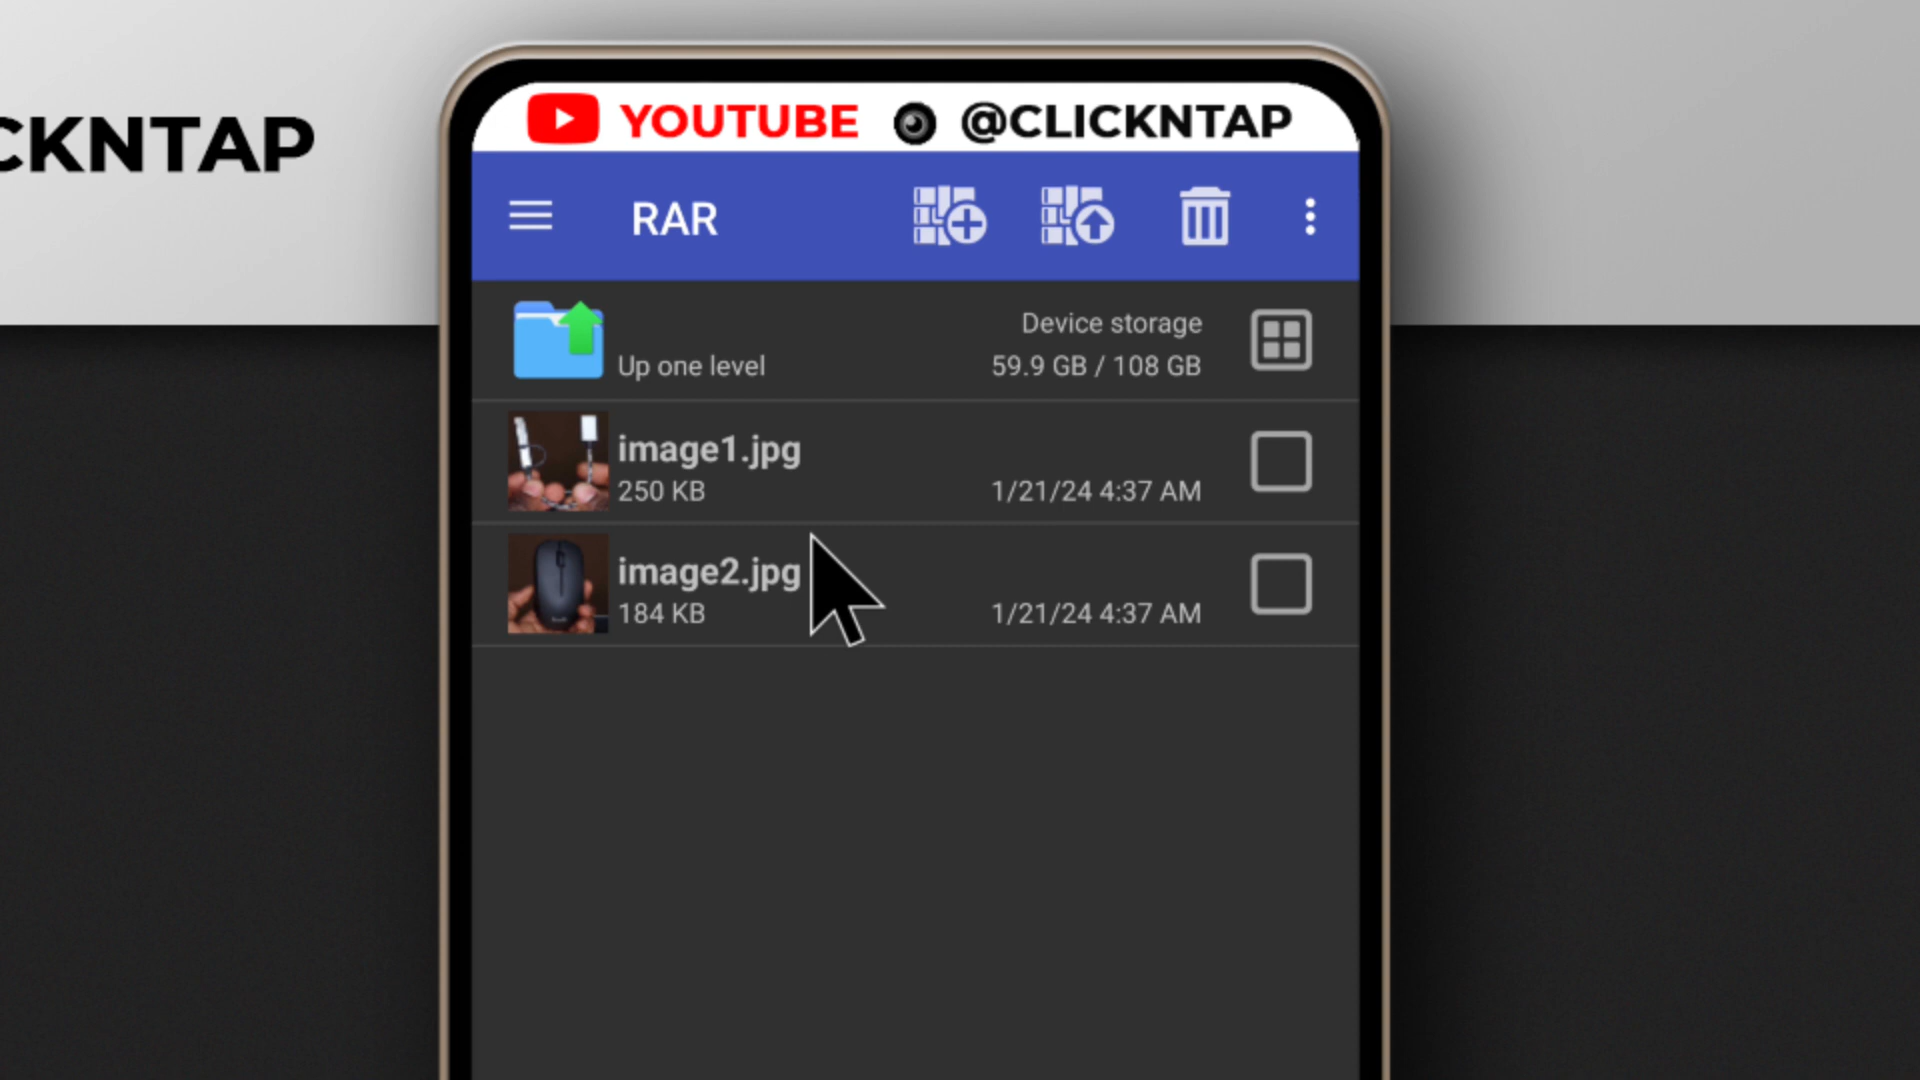 YOUTUBE @CLICKNTAP
CKNTAP
RAR
Device storage
Up one level 59.9 GB / 108 GB
image1.jpg
250 KB 1/21/24 4:37 AM
image2.jpg
184 KB 1/21/24 4:37 AM